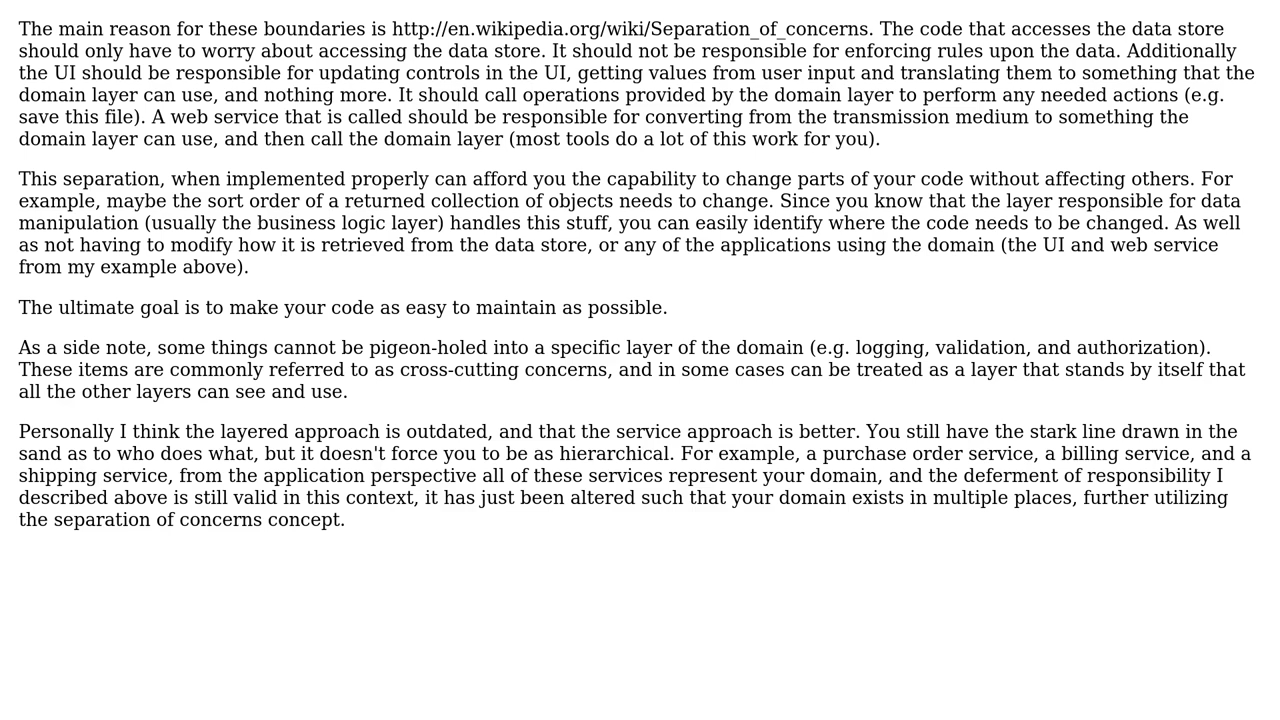 The main reason for these boundaries is http://en.wikipedia.org/wiki/Separation_of_concerns. The code that accesses the data store
should only have to worry about accessing the data store. It should not be responsible for enforcing rules upon the data. Additionally
the UI should be responsible for updating controls in the UI, getting values from user input and translating them to something that the
domain layer can use, and nothing more. It should call operations provided by the domain layer to perform any needed actions (e.g.
save this file). A web service that is called should be responsible for converting from the transmission medium to something the
domain layer can use, and then call the domain layer (most tools do a lot of this work for you).
This separation, when implemented properly can afford you the capability to change parts of your code without affecting others. For
example, maybe the sort order of a returned collection of objects needs to change. Since you know that the layer responsible for data
manipulation (usually the business logic layer) handles this stuff, you can easily identify where the code needs to be changed. As well
as not having to modify how it is retrieved from the data store, or any of the applications using the domain (the UI and web service
from my example above).
The ultimate goal is to make your code as easy to maintain as possible.
As a side note, some things cannot be pigeon-holed into a specific layer of the domain (e.g. logging, validation, and authorization).
These items are commonly referred to as cross-cutting concerns, and in some cases can be treated as a layer that stands by itself that
all the other layers can see and use.
Personally I think the layered approach is outdated, and that the service approach is better. You still have the stark line drawn in the
sand as to who does what, but it doesn't force you to be as hierarchical. For example, a purchase order service, a billing service, and a
shipping service, from the application perspective all of these services represent your domain, and the deferment of responsibility I
described above is still valid in this context, it has just been altered such that your domain exists in multiple places, further utilizing
the separation of concerns concept.